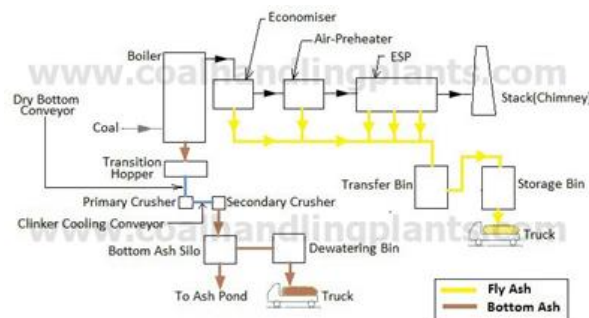 Economiser
Air-Preheater
Boiler
ESP
www.coalhandlingplants.com
Dry Bottom
Conveyor
Stack(Chimney)
Coal
Transition
Hopper
Transfer Bin
Storage Bin
Primary Crusher
Secondary Crusher
Clinker Cooling Conveyor
www.coalhandlingplants.com
Truck
Bottom Ash Silo
Dewatering Bin
To Ash Pond
Truck
Fly Ash
Bottom Ash